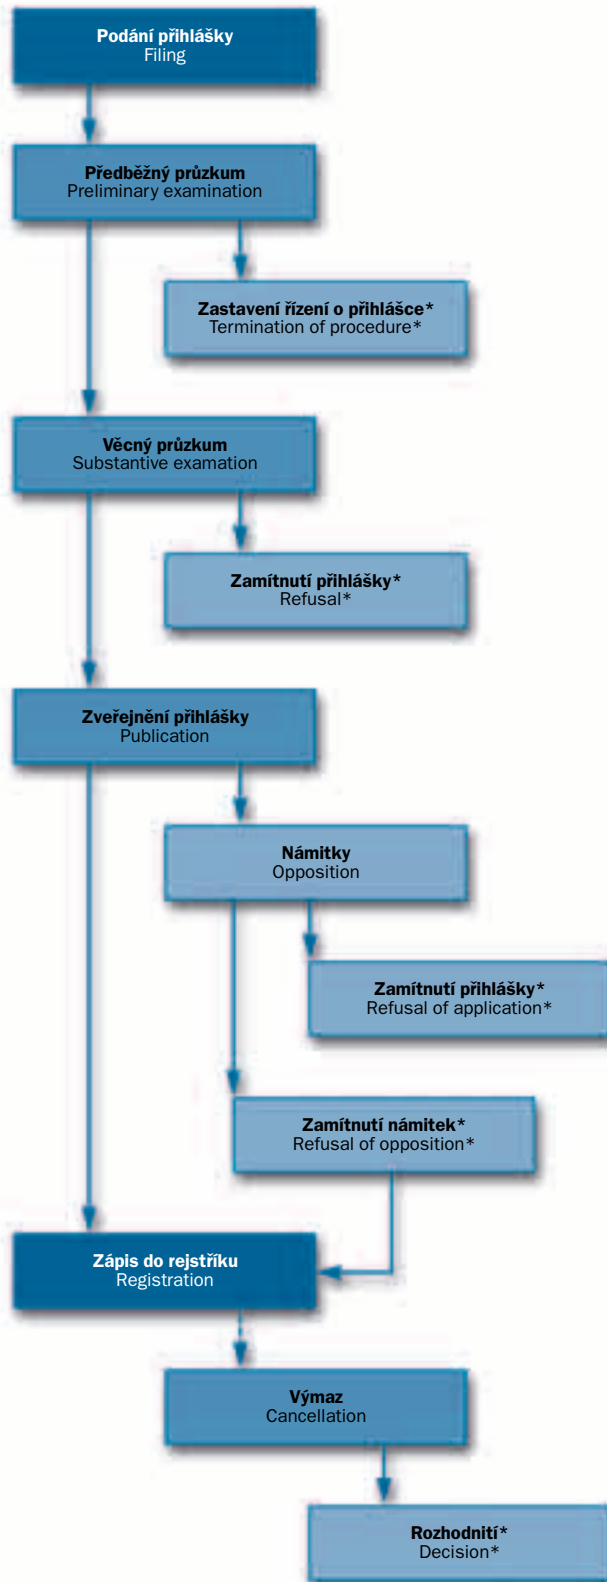 Podání přihlášky
Filing
Předběžný průzkum
Preliminary examination
Zastavení řízení o přihlášce*
Termination of procedure*
Věcný průzkum
Substantive examation
Zamítnutí přihlášky*
Refusal*
Zveřejnění přihlášky
Publication
Námitky
Opposition
Zamítnutí přihlášky*
Refusal of application*
Zamítnutí námitek*
Refusal of opposition*
Zápis do rejstříku
Registration
Výmaz
Cancellation
Rozhodnití*
Decision*